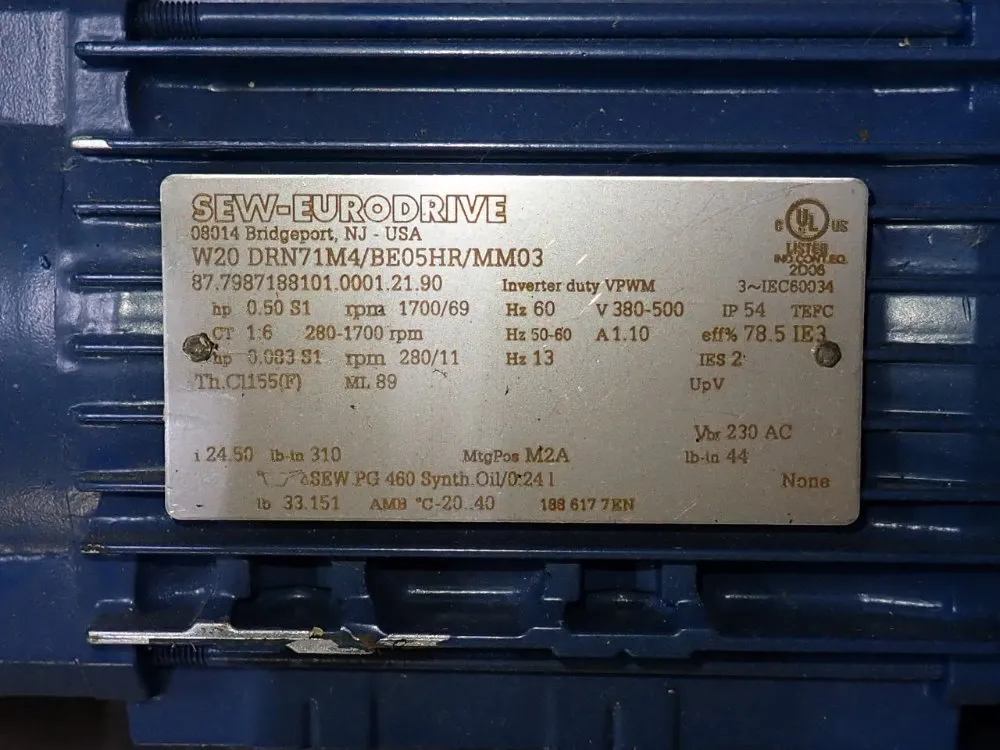 SEW-EURODRIVE
08014 Bridgeport, NJ - USA
C UL US
LISTED
IND.CONT.EQ.
2D06
W20 DRN71M4/BE05HR/MM03
87.7987188101.0001.21.90 Inverter duty VPWM 3~IEC60034
hp 0.50 S1 rpm 1700/69 Hz 60 V 380-500 IP 54 TEFC
CT 1:6 280-1700 rpm Hz 50-60 A 1.10 eff% 78.5 IE3
hp 0.083 S1 rpm 280/11 Hz 13 IES 2
Th.Cl155(F) ML 89 UpV
Vbr 230 AC
i 24.50 lb-in 310 MtgPos M2A lb-in 44
SEW PG 460 Synth.Oil/0.24 l None
lb 33.151 AMB °C-20..40 188 617 7EN